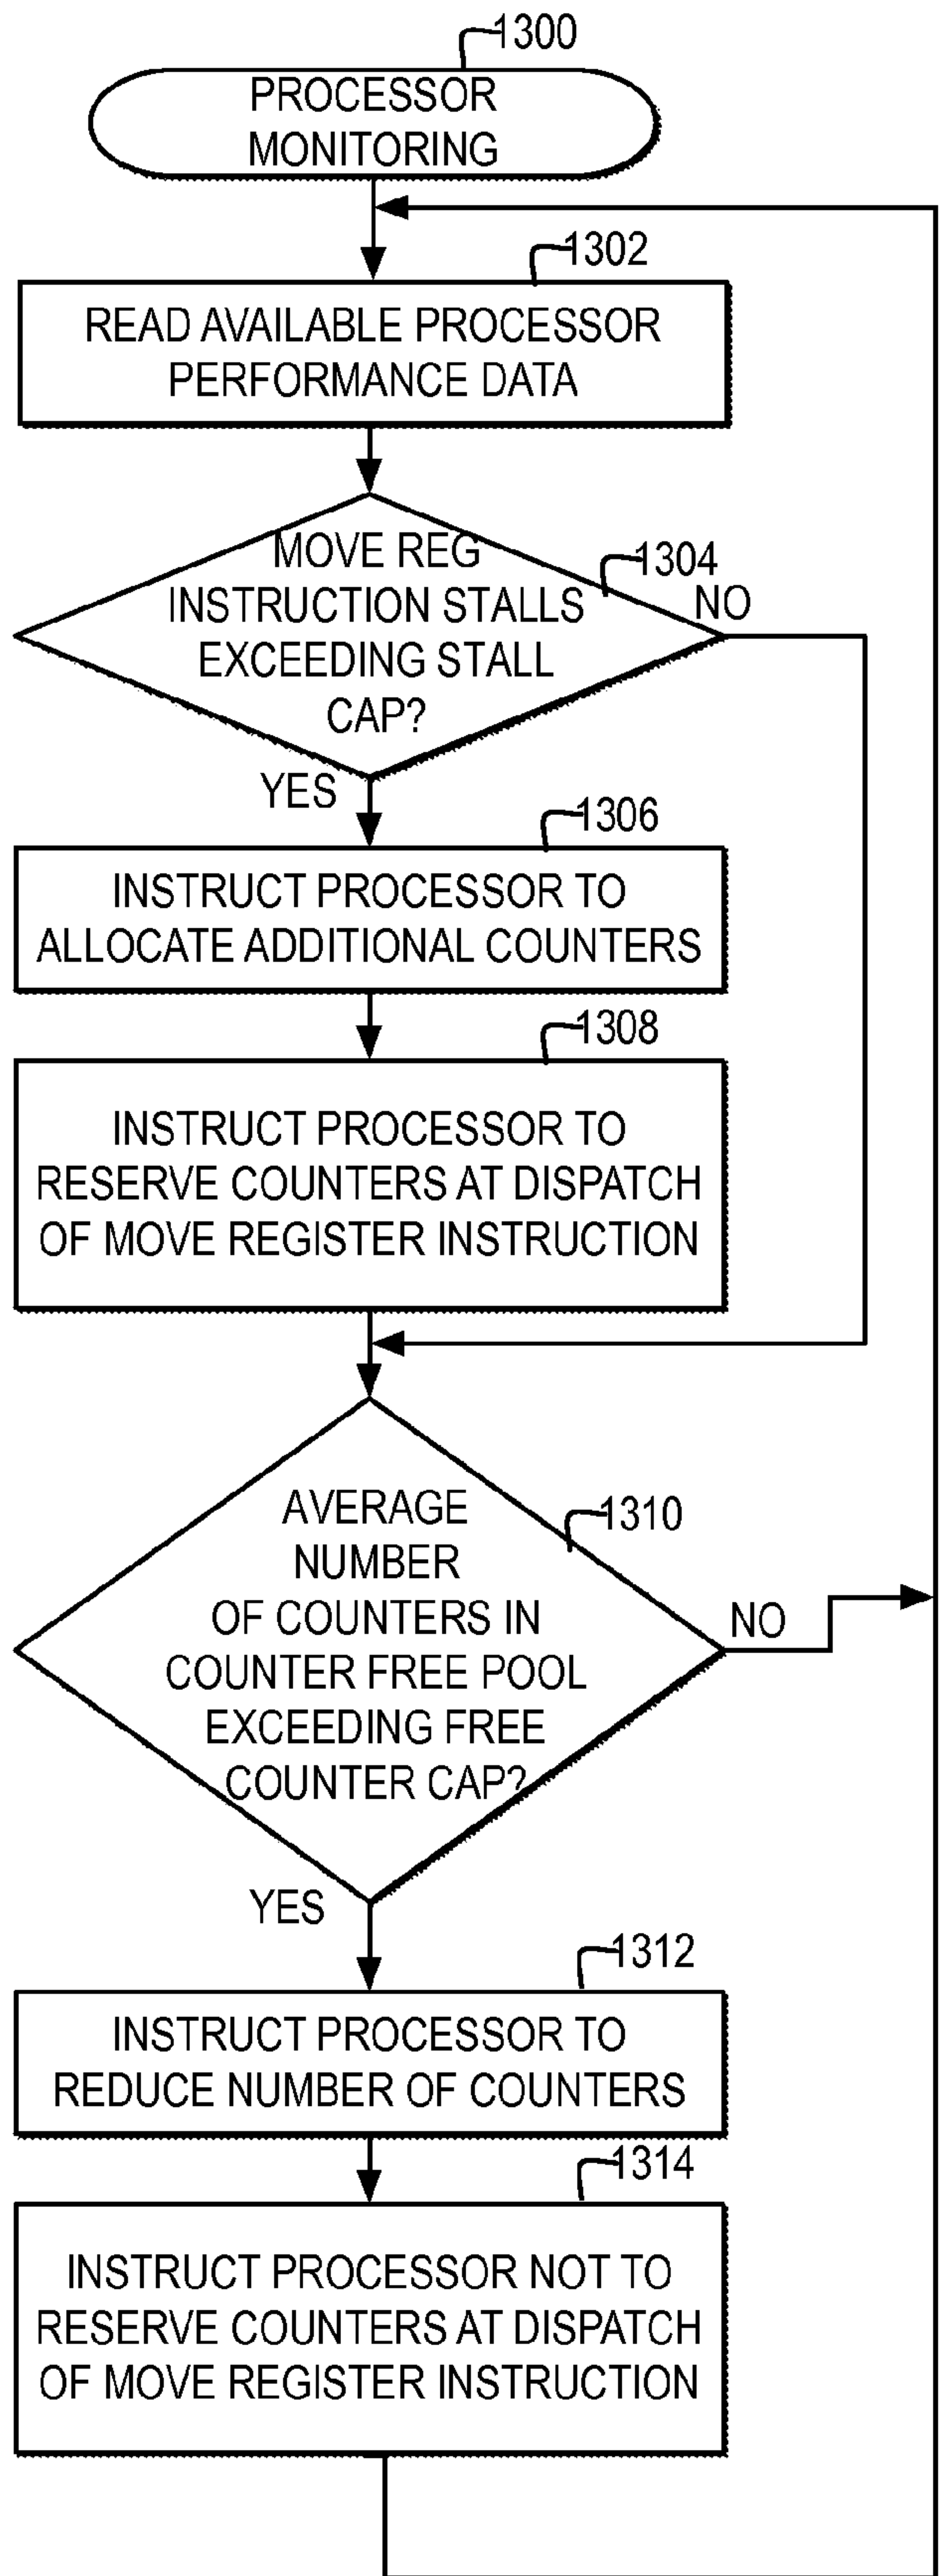 1300
PROCESSOR
MONITORING
1302
READ AVAILABLE PROCESSOR
PERFORMANCE DATA
MOVE REG
INSTRUCTION STALLS
EXCEEDING STALL
CAP?
1304
NO
YES
1306
INSTRUCT PROCESSOR TO
ALLOCATE ADDITIONAL COUNTERS
1308
INSTRUCT PROCESSOR TO
RESERVE COUNTERS AT DISPATCH
OF MOVE REGISTER INSTRUCTION
AVERAGE
NUMBER
OF COUNTERS IN
COUNTER FREE POOL
EXCEEDING FREE
COUNTER CAP?
1310
NO
YES
1312
INSTRUCT PROCESSOR TO
REDUCE NUMBER OF COUNTERS
1314
INSTRUCT PROCESSOR NOT TO
RESERVE COUNTERS AT DISPATCH
OF MOVE REGISTER INSTRUCTION